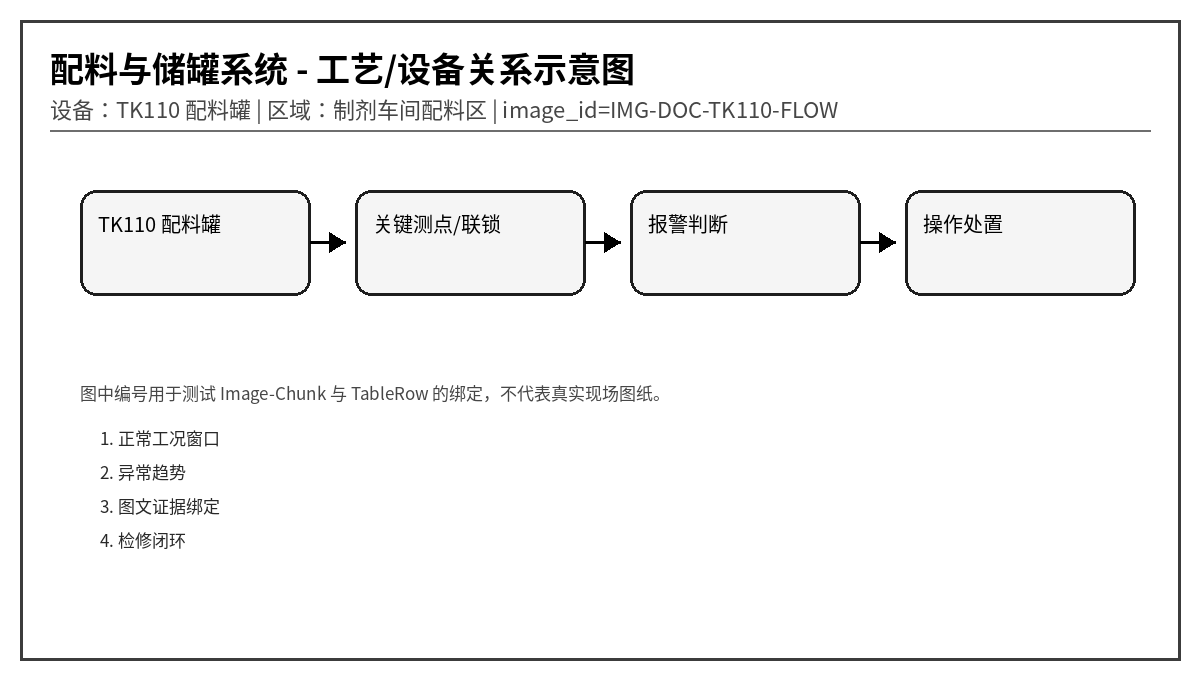 配料与储罐系统 - 工艺/设备关系示意图
设备：TK110 配料罐 | 区域：制剂车间配料区 | image_id=IMG-DOC-TK110-FLOW
TK110 配料罐
关键测点/联锁
报警判断
操作处置
图中编号用于测试 Image-Chunk 与 TableRow 的绑定，不代表真实现场图纸。
1. 正常工况窗口
2. 异常趋势
3. 图文证据绑定
4. 检修闭环